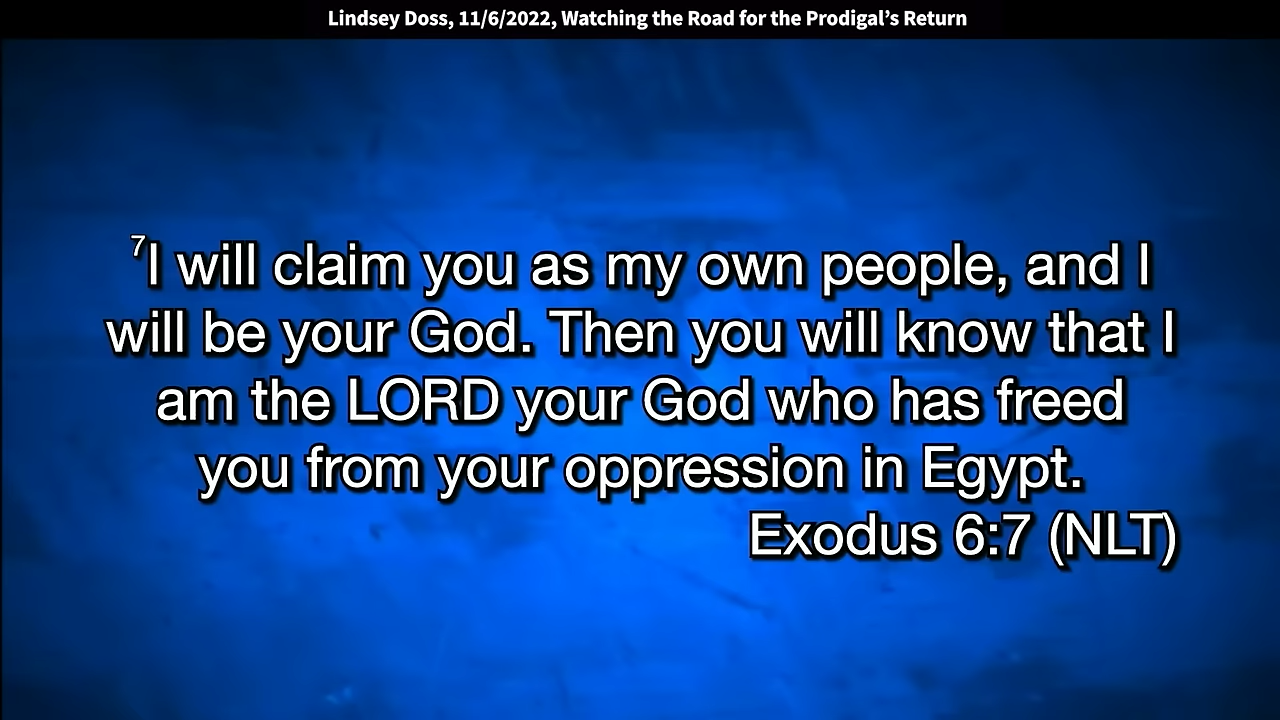 Lindsey Doss, 11/6/2022, Watching the Road for the Prodigal’s Return
⁷I will claim you as my own people, and I
will be your God. Then you will know that I
am the LORD your God who has freed
you from your oppression in Egypt.
Exodus 6:7 (NLT)